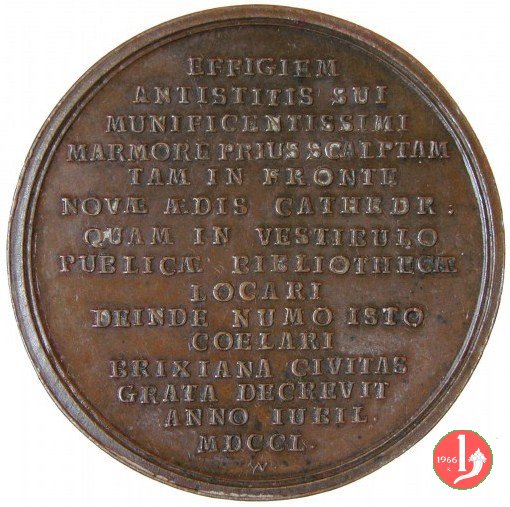 EFFIGIEM
ANTISTITIS SUI
MUNIFICENTISSIMI
MARMORE PRIUS SCALPTAM
TAM IN FRONTE
NOVÆ ÆDIS CATHEDR.
QUAM IN VESTIBULO
PUBLICÆ BIBLIOTHECÆ
LOCARI
DEINDE NUMO ISTO
COELARI
BRIXIANA CIVITAS
GRATA DECREVIT
ANNO IUBIL.
MDCCL.
W
1966